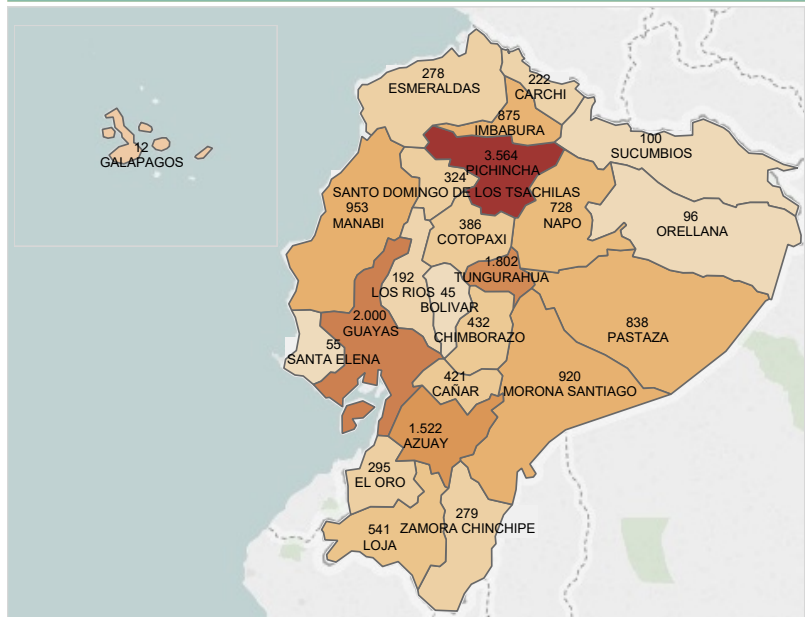 278
ESMERALDAS
222
CARCHI
875
IMBABURA
100
SUCUMBIOS
12
GALAPAGOS
3.564
PICHINCHA
324
SANTO DOMINGO DE LOS TSACHILAS
953
MANABI
728
NAPO
96
ORELLANA
386
COTOPAXI
1.802
TUNGURAHUA
192
LOS RIOS
45
BOLIVAR
2.000
GUAYAS
432
CHIMBORAZO
838
PASTAZA
55
SANTA ELENA
421
CAÑAR
920
MORONA SANTIAGO
1.522
AZUAY
295
EL ORO
279
ZAMORA CHINCHIPE
541
LOJA